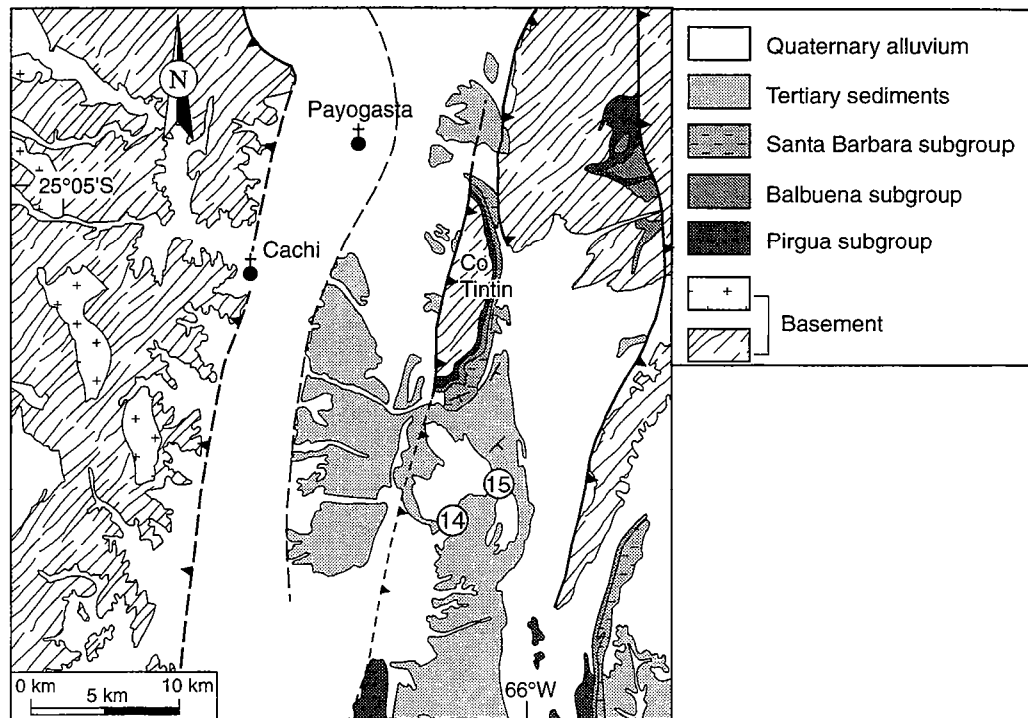 N
Payogasta
25°05'S
Cachi
Co
Tintin
15
14
66°W
0 km
10 km
5 km
Quaternary alluvium
Tertiary sediments
Santa Barbara subgroup
Balbuena subgroup
Pirgua subgroup
Basement